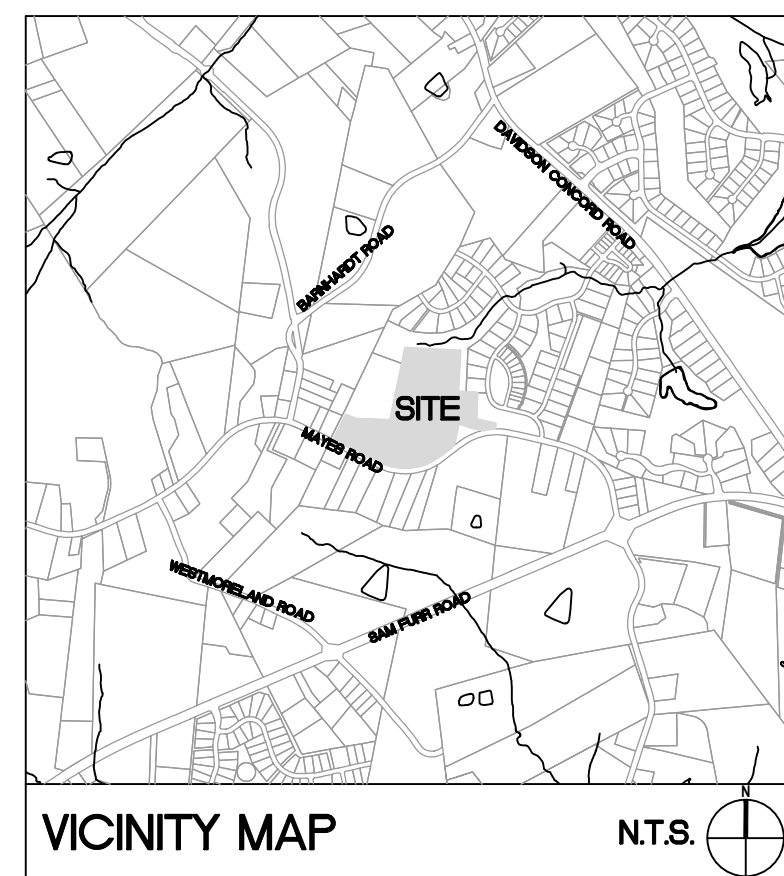 DAVIDSON CONCORD ROAD
BARNHARDT ROAD
SITE
MAYES ROAD
WESTMORELAND ROAD
SAM FURR ROAD
VICINITY MAP
N.T.S.
N